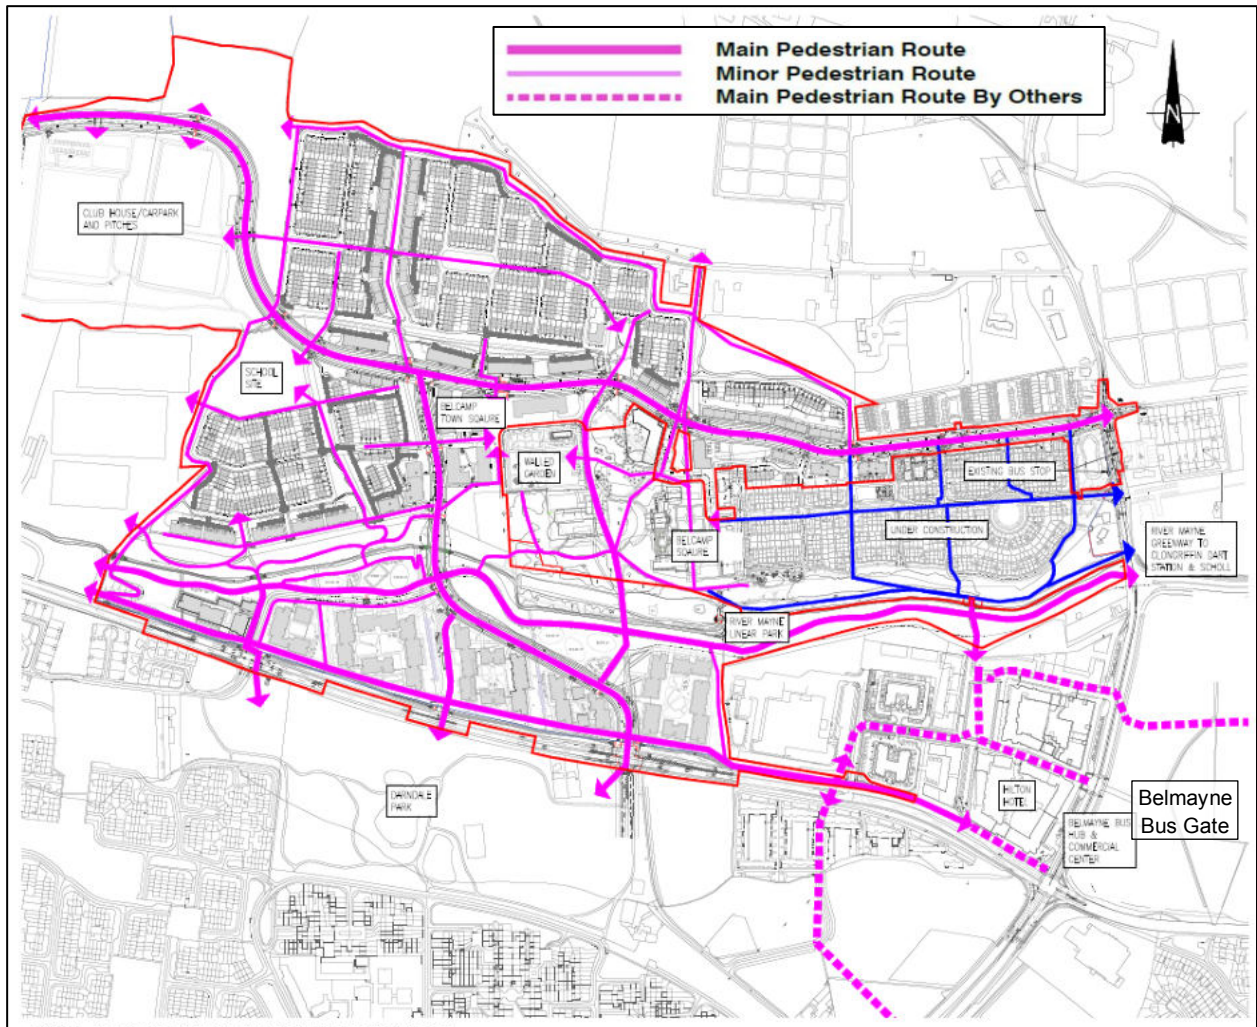 Main Pedestrian Route
Minor Pedestrian Route
Main Pedestrian Route By Others
N
CLUB HOUSE/CARPARK
AND PITCHES
SCHOOL
SITE
BELCAMP
TOWN SQAURE
WALLED
GARDEN
EXISTING BUS STOP
UNDER CONSTRUCTION
BELCAMP
SQAURE
RIVER MAYNE
GREENWAY TO
CLONGRIFFIN DART
STATION & SCHOLL
RIVER MAYNE
LINEAR PARK
DARNDALE
PARK
HILTON
HOTEL
Belmayne
Bus Gate
BELMAYNE BUS
HUB &
COMMERCIAL
CENTER